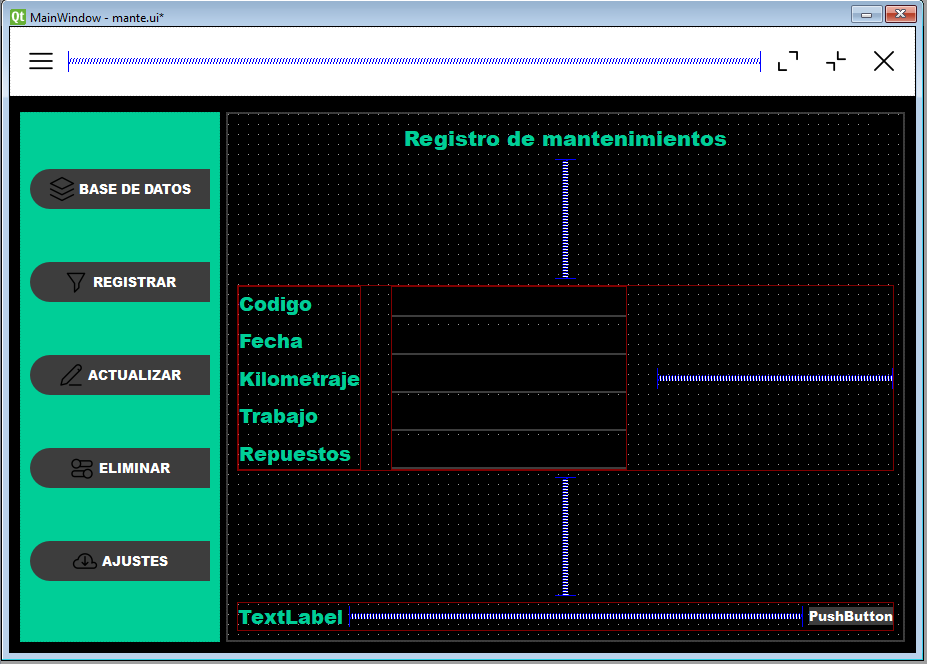 Qt MainWindow - mante.ui*
Registro de mantenimientos
BASE DE DATOS
REGISTRAR
ACTUALIZAR
ELIMINAR
AJUSTES
Codigo
Fecha
Kilometraje
Trabajo
Repuestos
TextLabel
PushButton